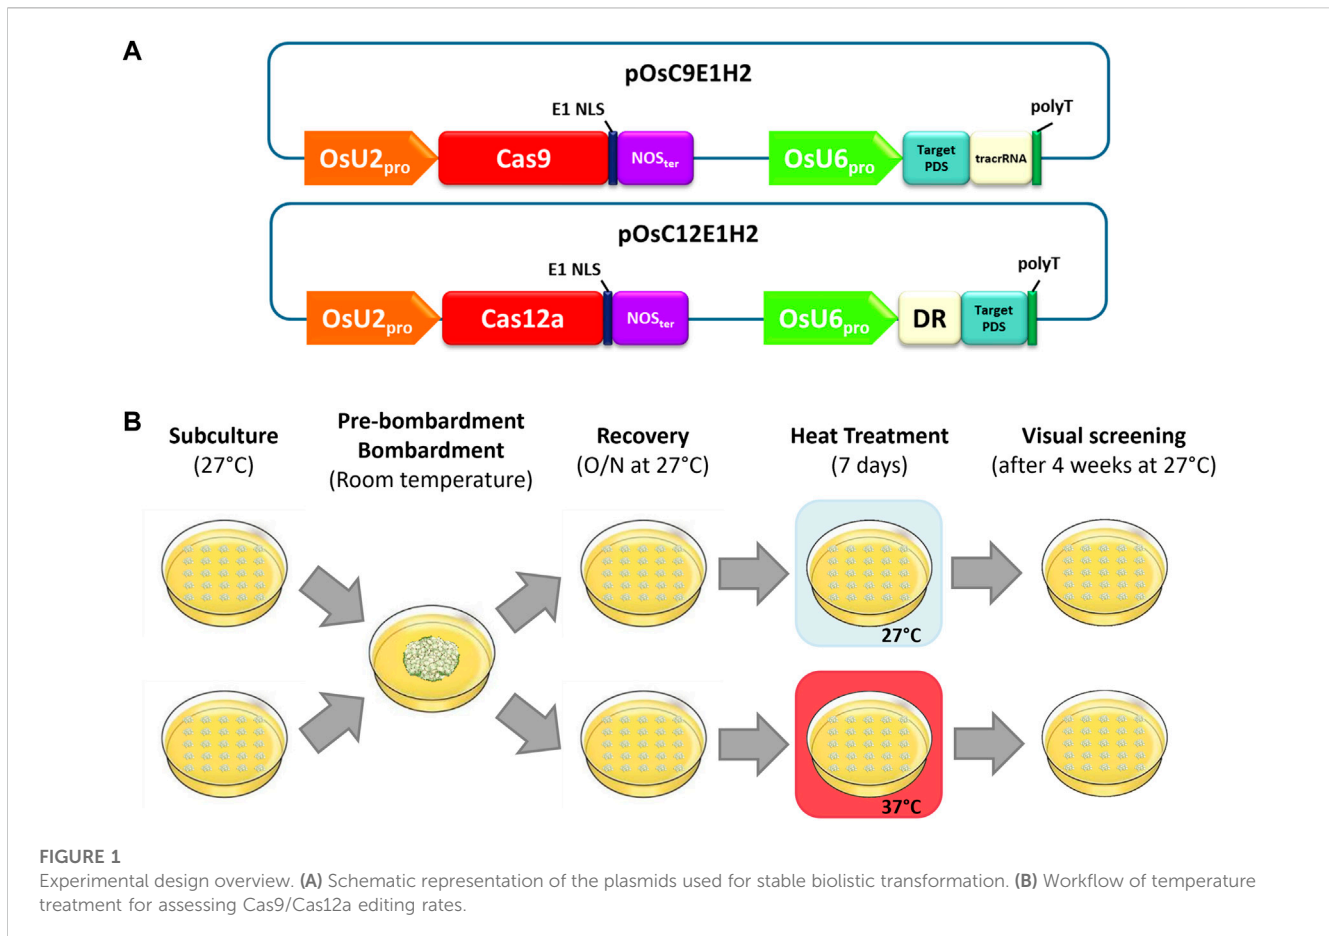 A
pOsC9E1H2
E1 NLS
polyT
OsU2pro
Cas9
NOSter
OsU6pro
Target
PDS
tracrRNA
pOsC12E1H2
E1 NLS
polyT
OsU2pro
Cas12a
NOSter
OsU6pro
DR
Target
PDS
B
Subculture
(27°C)
Pre-bombardment
Bombardment
(Room temperature)
Recovery
(O/N at 27°C)
Heat Treatment
(7 days)
Visual screening
(after 4 weeks at 27°C)
27°C
37°C
FIGURE 1
Experimental design overview. (A) Schematic representation of the plasmids used for stable biolistic transformation. (B) Workflow of temperature
treatment for assessing Cas9/Cas12a editing rates.